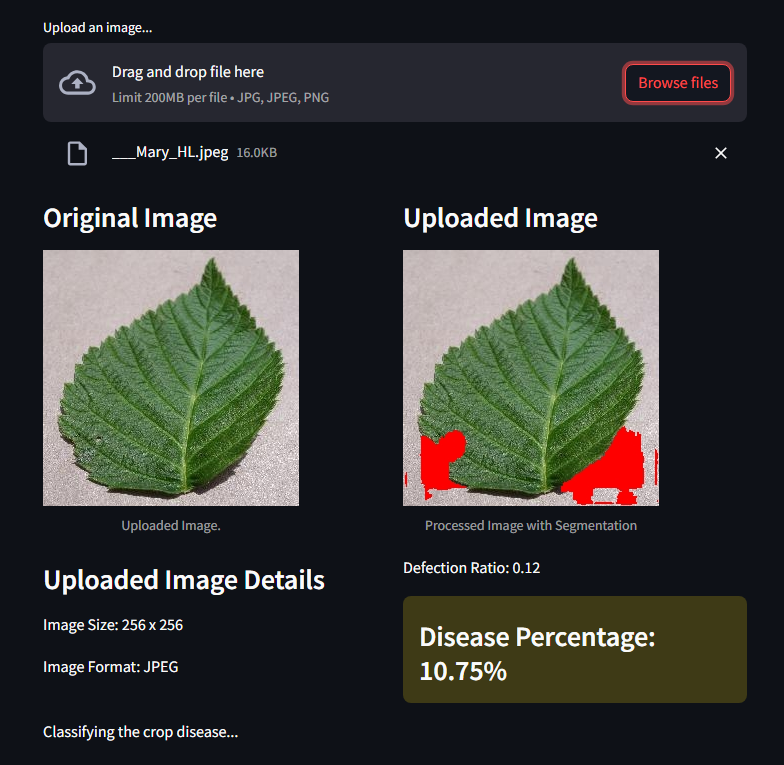 Upload an image...
Drag and drop file here
Limit 200MB per file • JPG, JPEG, PNG
Browse files
___Mary_HL.jpeg 16.0KB
Original Image
Uploaded Image
Uploaded Image.
Processed Image with Segmentation
Uploaded Image Details
Image Size: 256 x 256
Image Format: JPEG
Defection Ratio: 0.12
Disease Percentage:
10.75%
Classifying the crop disease...